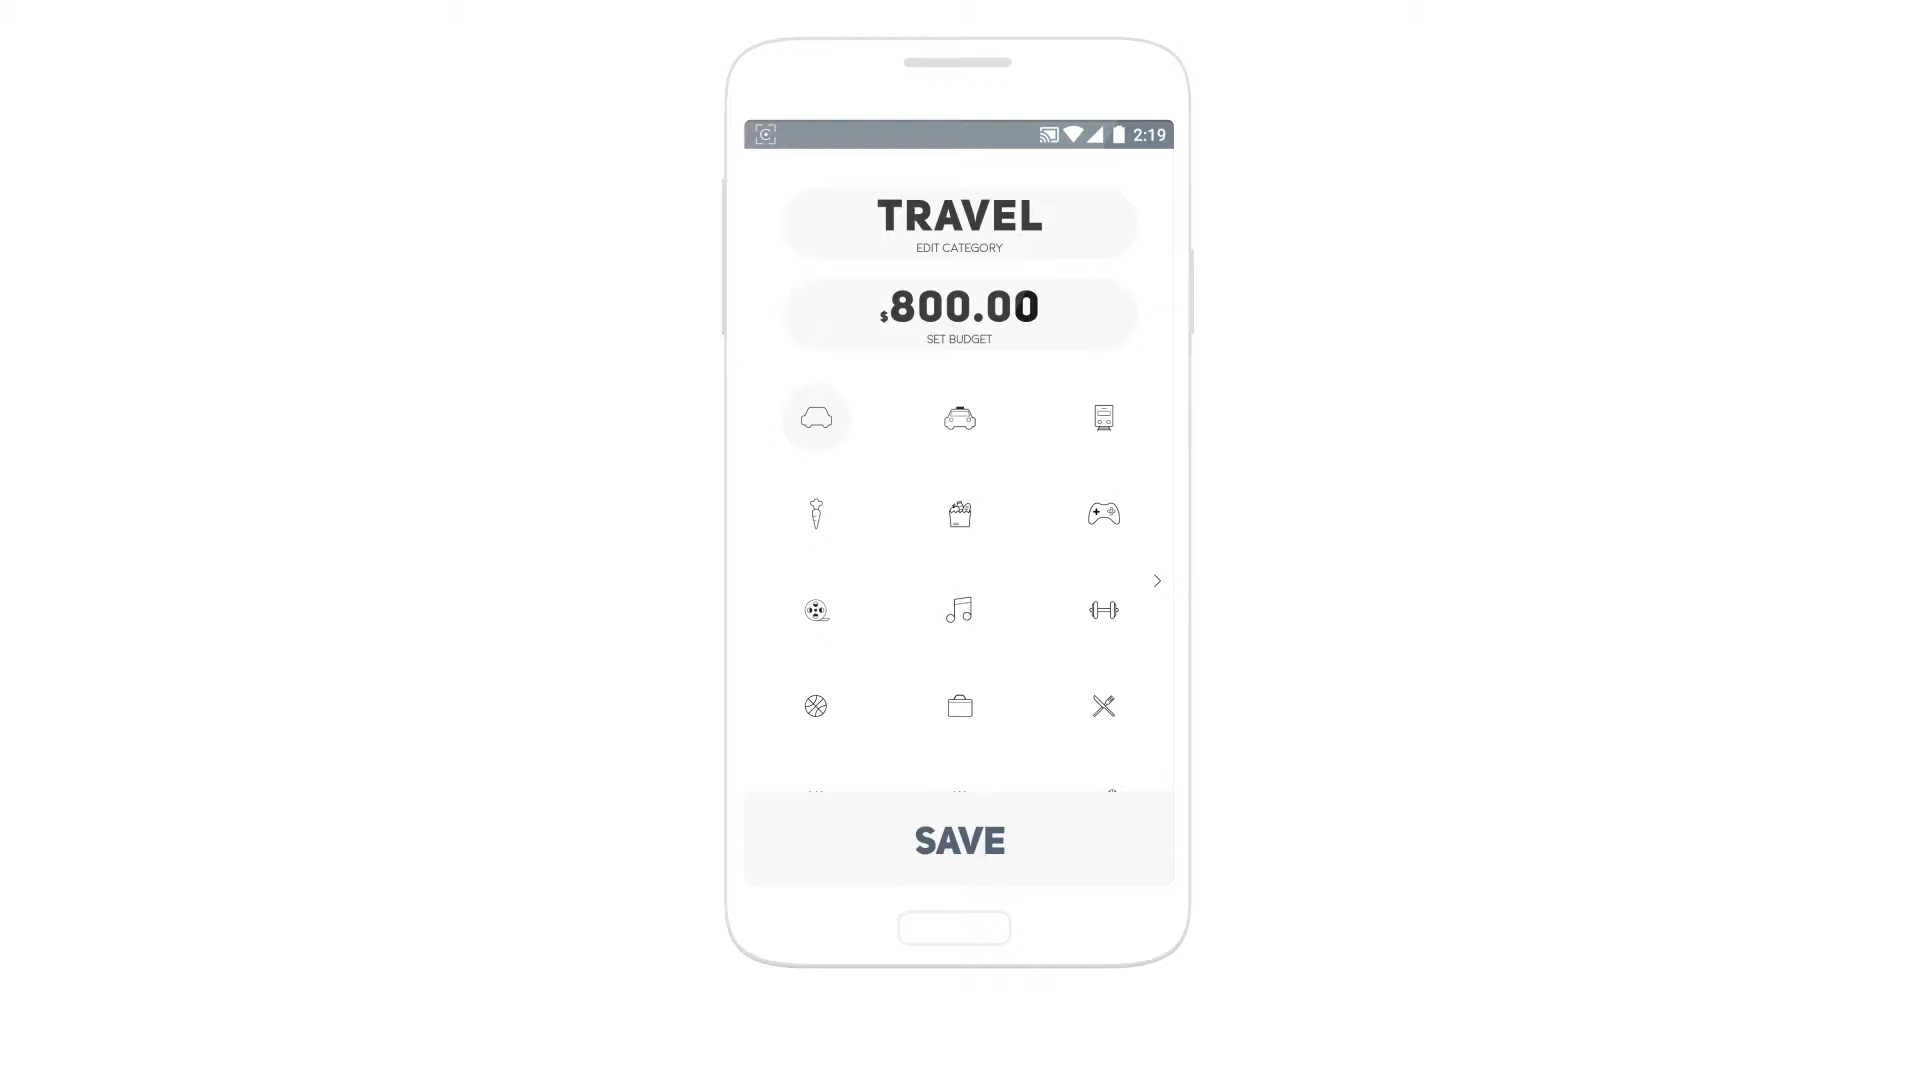 2:19
TRAVEL
EDIT CATEGORY
$800.00
SET BUDGET
SAVE